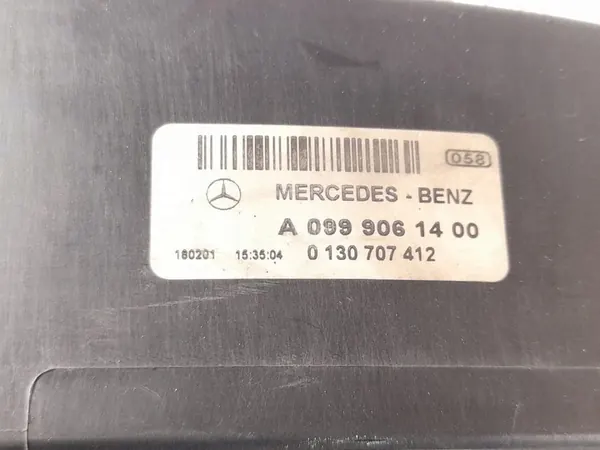 058
MERCEDES - BENZ
A 099 906 14 00
180201 15:35:04 0 130 707 412